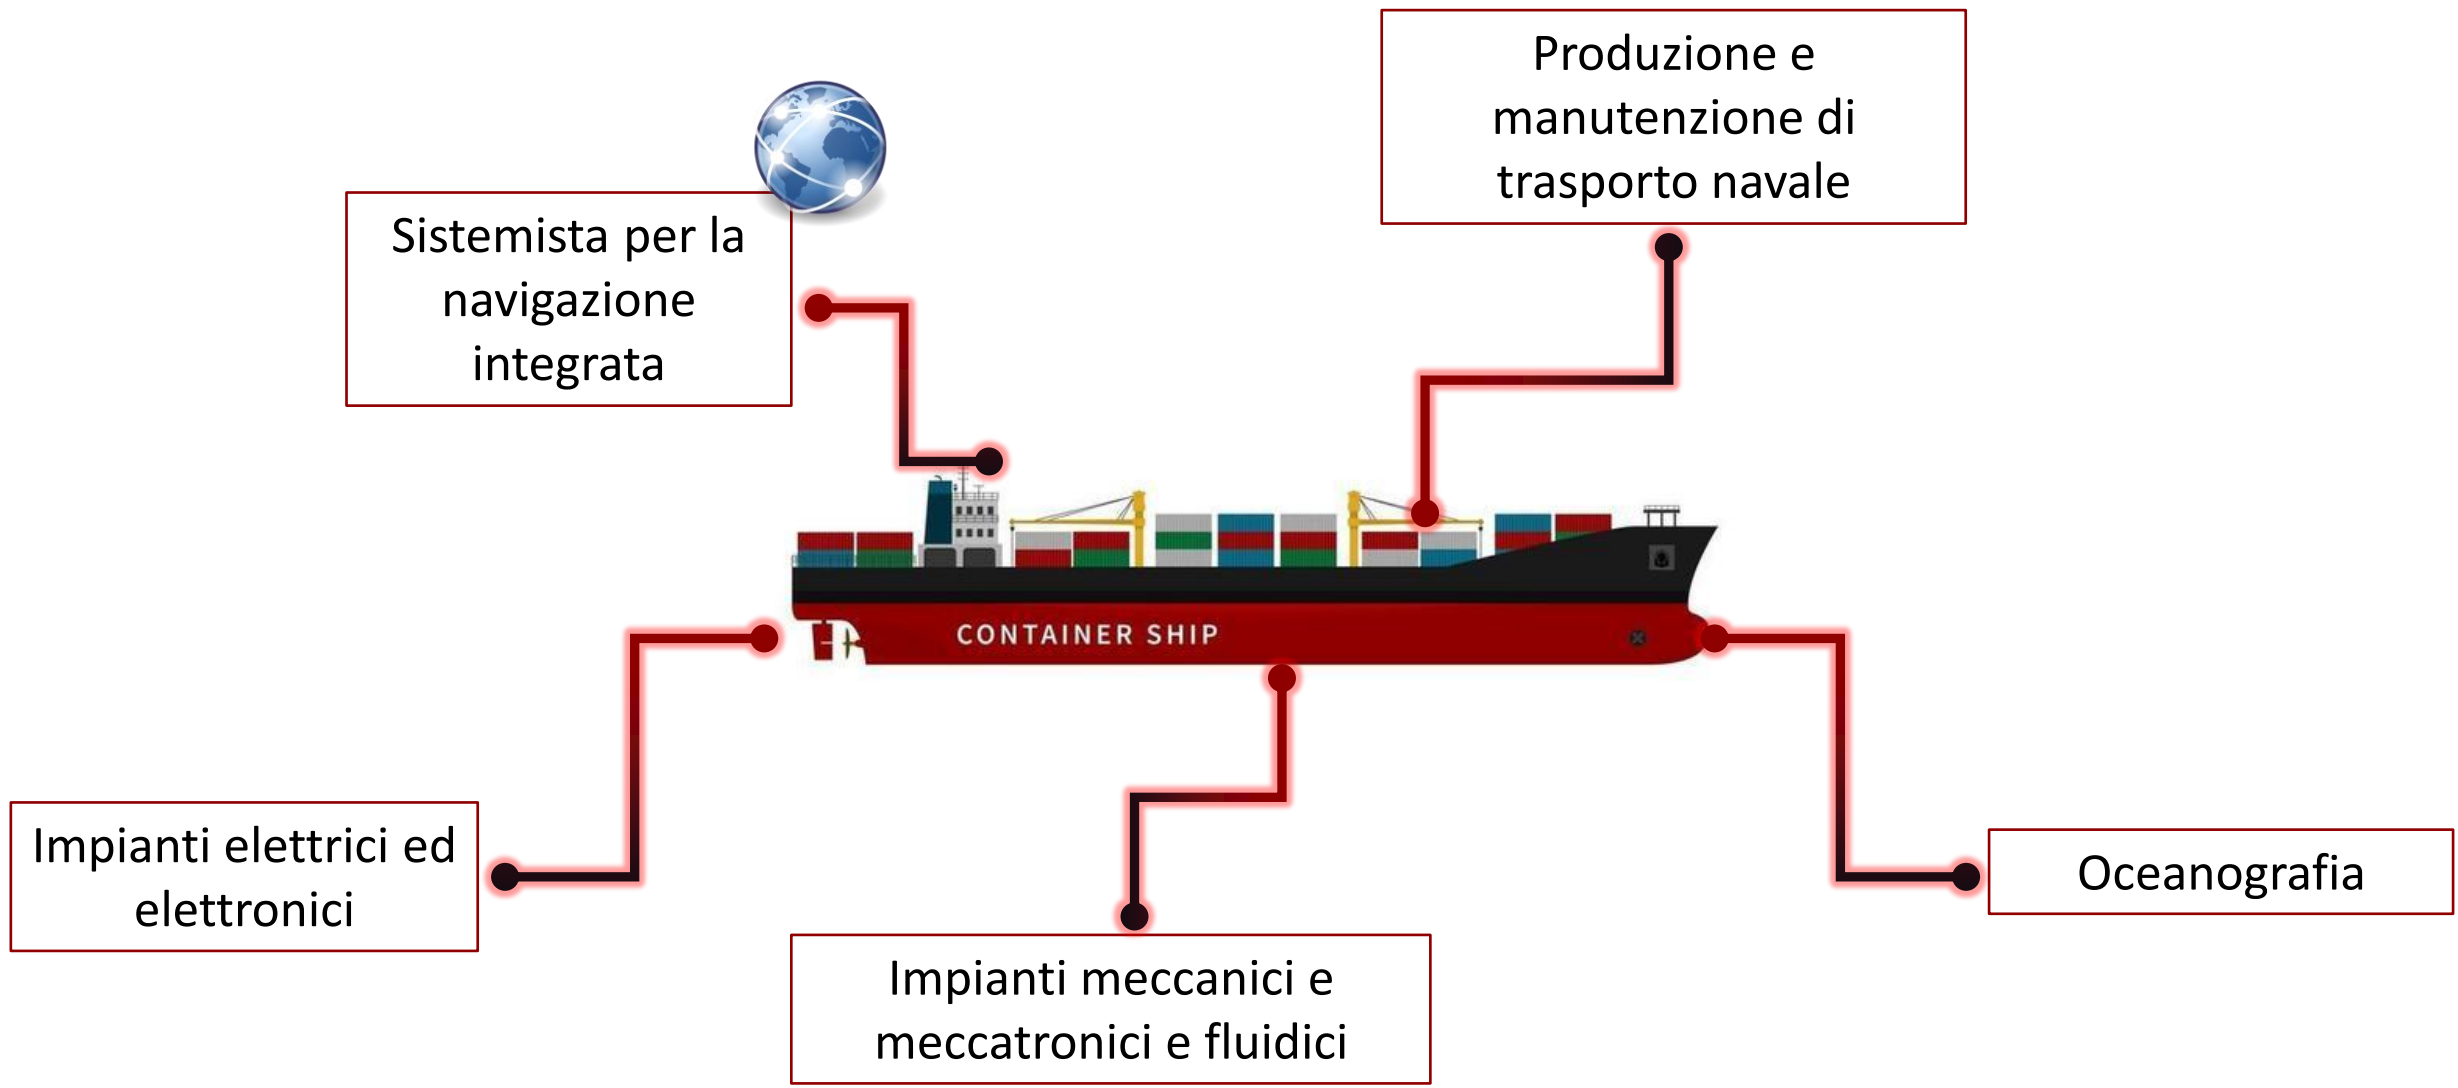 Produzione e
manutenzione di
trasporto navale
Sistemista per la
navigazione
integrata
CONTAINER SHIP
Impianti elettrici ed
elettronici
Oceanografia
Impianti meccanici e
meccatronici e fluidici